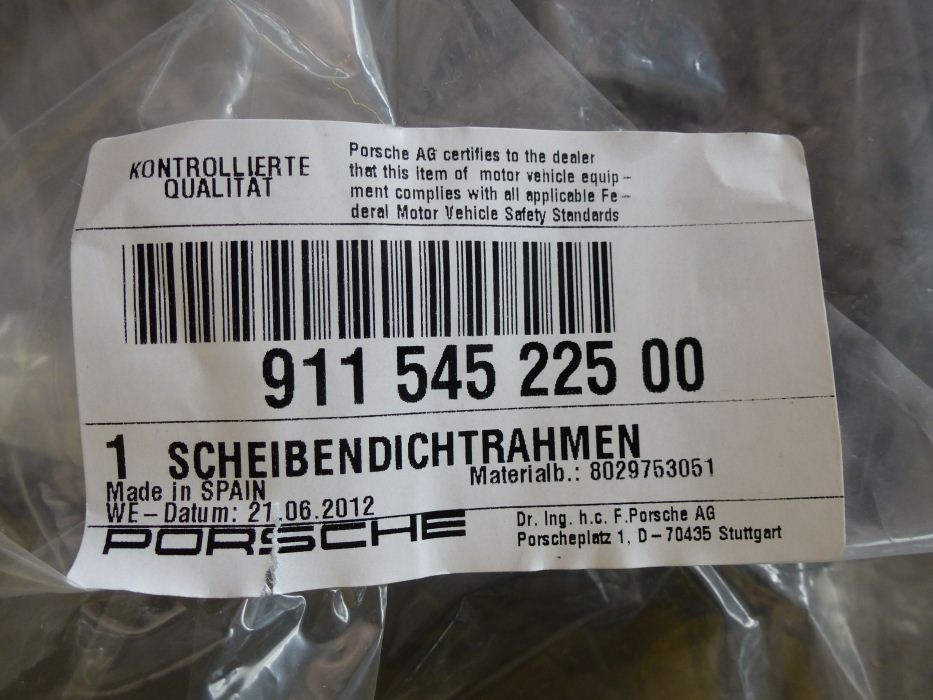 KONTROLLIERTE
QUALITÄT
Porsche AG certifies to the dealer
that this item of motor vehicle equip-
ment complies with all applicable Fe-
deral Motor Vehicle Safety Standards
911 545 225 00
1 SCHEIBENDICHTRAHMEN
Materialb.: 8029753051
Made in SPAIN
WE-Datum: 21.06.2012
PORSCHE
Dr. Ing. h.c. F.Porsche AG
Porscheplatz 1, D-70435 Stuttgart